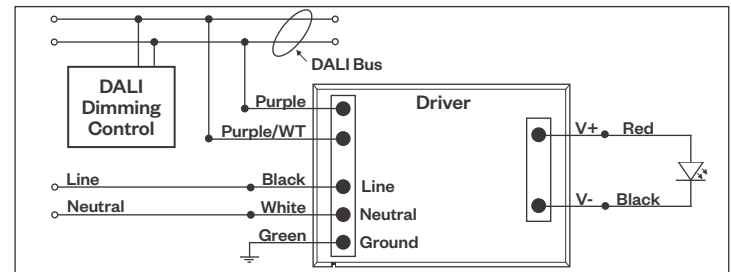 DALI Bus
DALI
Dimming
Control
Driver
Purple
Purple/WT
V+ Red
Line Black Line
V- Black
Neutral White Neutral
Green Ground